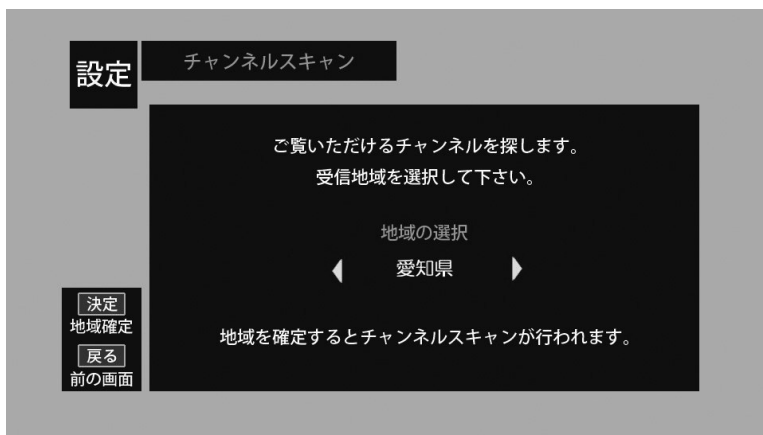 設定
チャンネルスキャン
ご覧いただけるチャンネルを探します。
受信地域を選択して下さい。
地域の選択
愛知県
地域を確定するとチャンネルスキャンが行われます。
決定
地域確定
戻る
前の画面